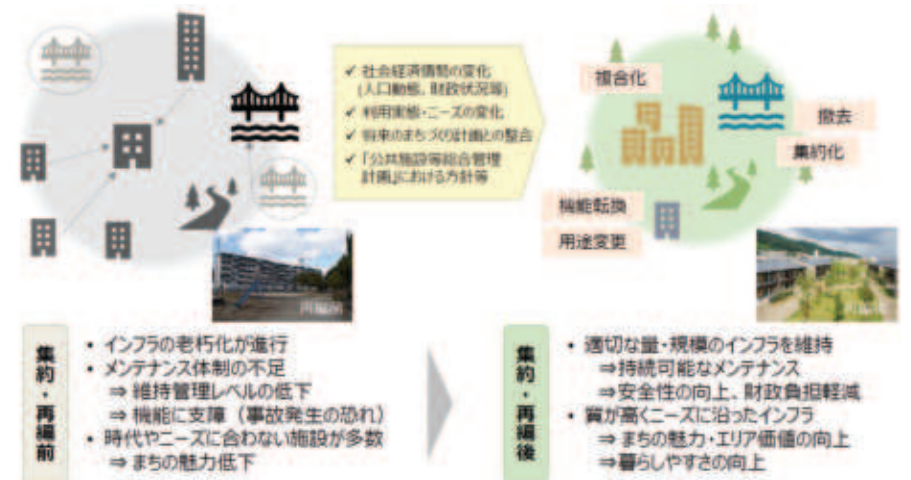 ✓ 社会経済情勢の変化
(人口動態、財政状況等)
✓ 利用実態・ニーズの変化
✓ 将来のまちづくり計画との整合
✓ 「公共施設等総合管理
計画」における方針等
複合化
撤去
集約化
機能転換
用途変更
再編前
再編後
集約・再編前
• インフラの老朽化が進行
• メンテナンス体制の不足
⇒ 維持管理レベルの低下
⇒ 機能に支障（事故発生の恐れ）
• 時代やニーズに合わない施設が多数
⇒ まちの魅力低下
集約・再編後
• 適切な量・規模のインフラを維持
⇒持続可能なメンテナンス
⇒安全性の向上、財政負担軽減
• 質が高くニーズに沿ったインフラ
⇒ まちの魅力・エリア価値の向上
⇒暮らしやすさの向上